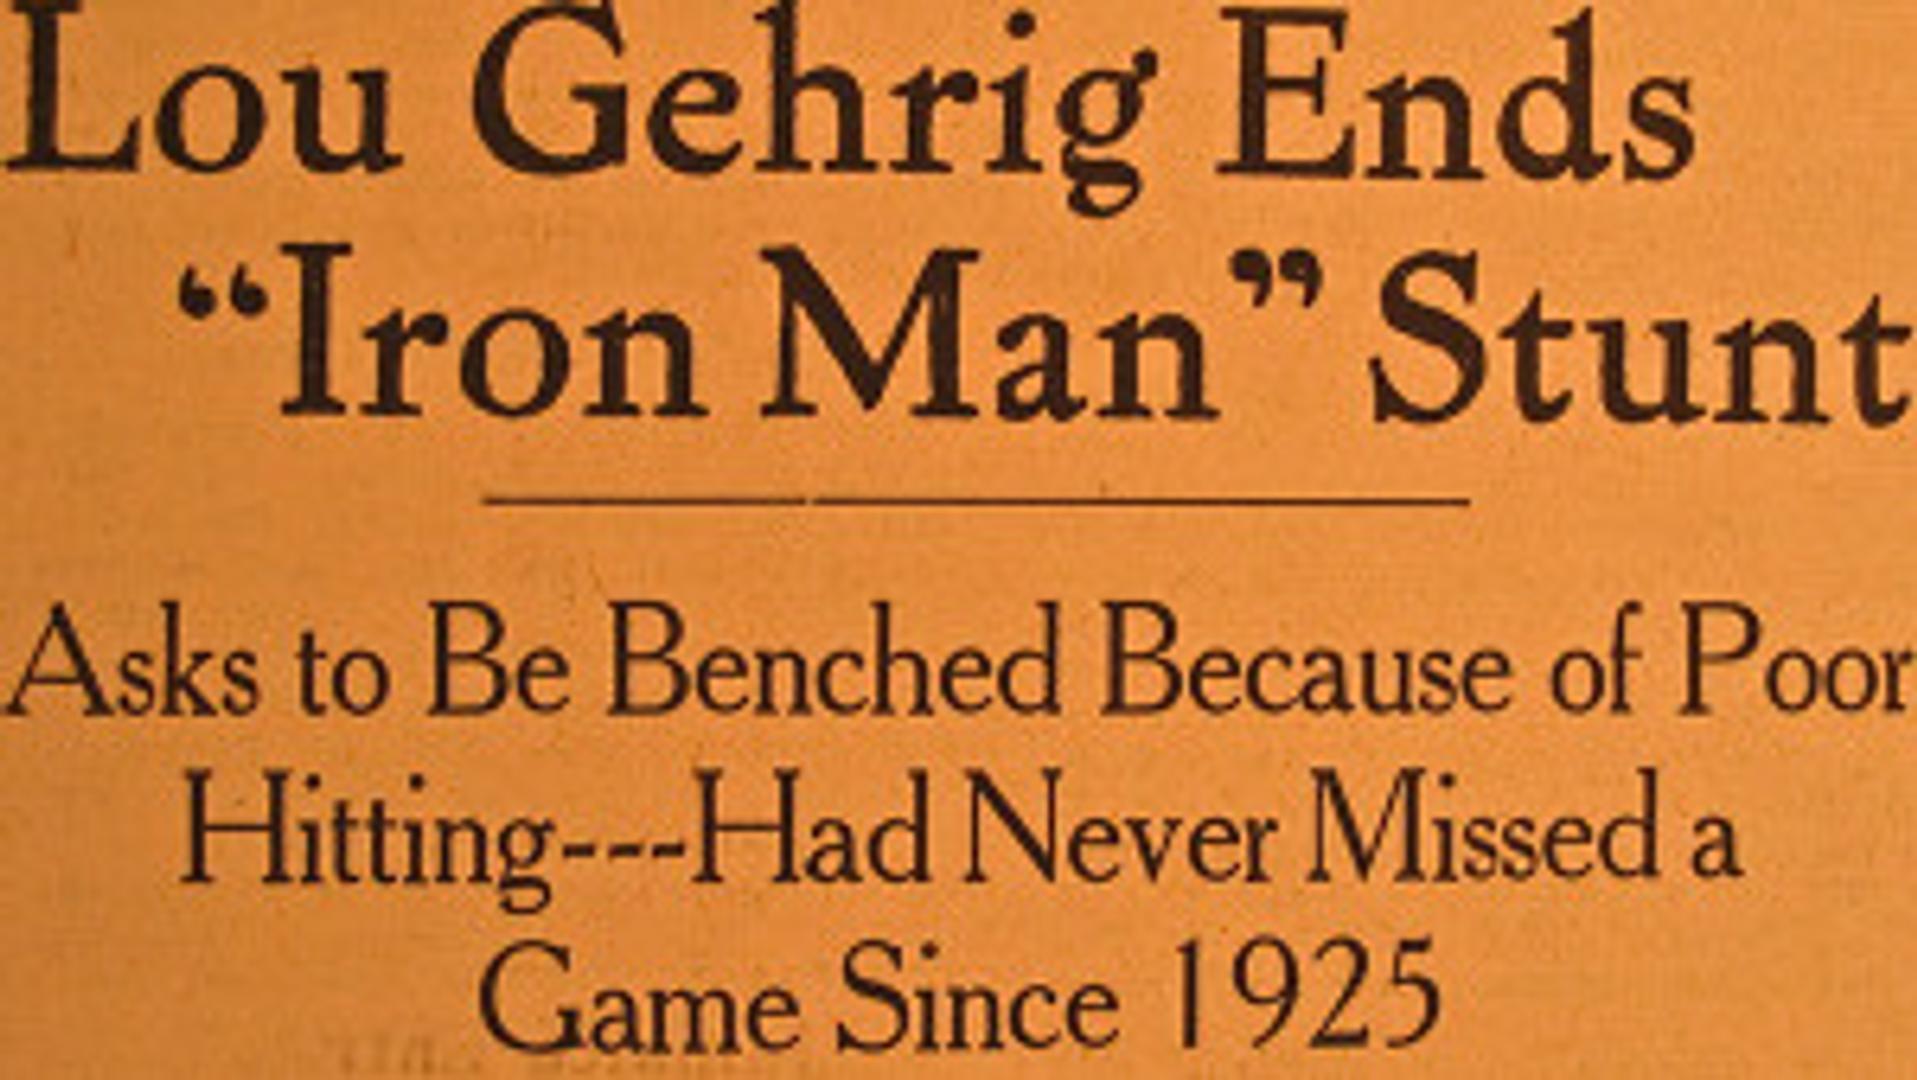 Lou Gehrig Ends
“Iron Man” Stunt
Asks to Be Benched Because of Poor
Hitting---Had Never Missed a
Game Since 1925